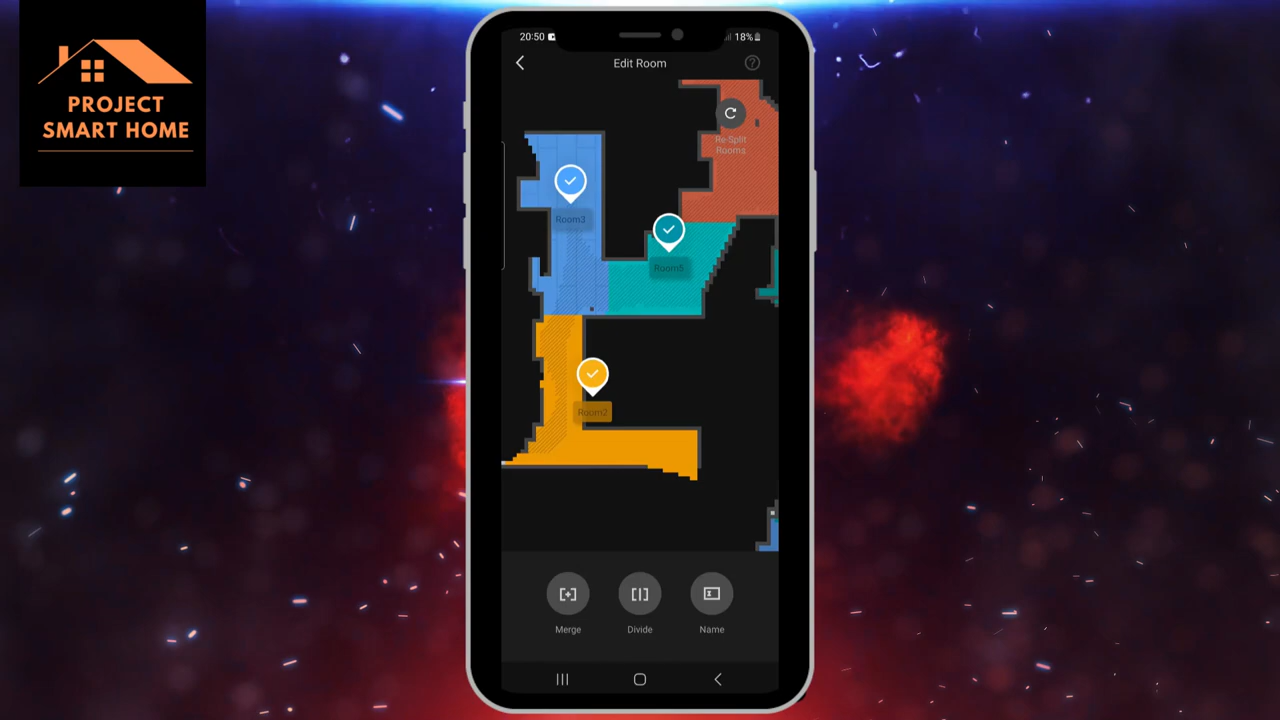 PROJECT
SMART HOME
20:50
18%
Edit Room
Re-Split
Rooms
Room3
Room5
Room2
Merge
Divide
Name